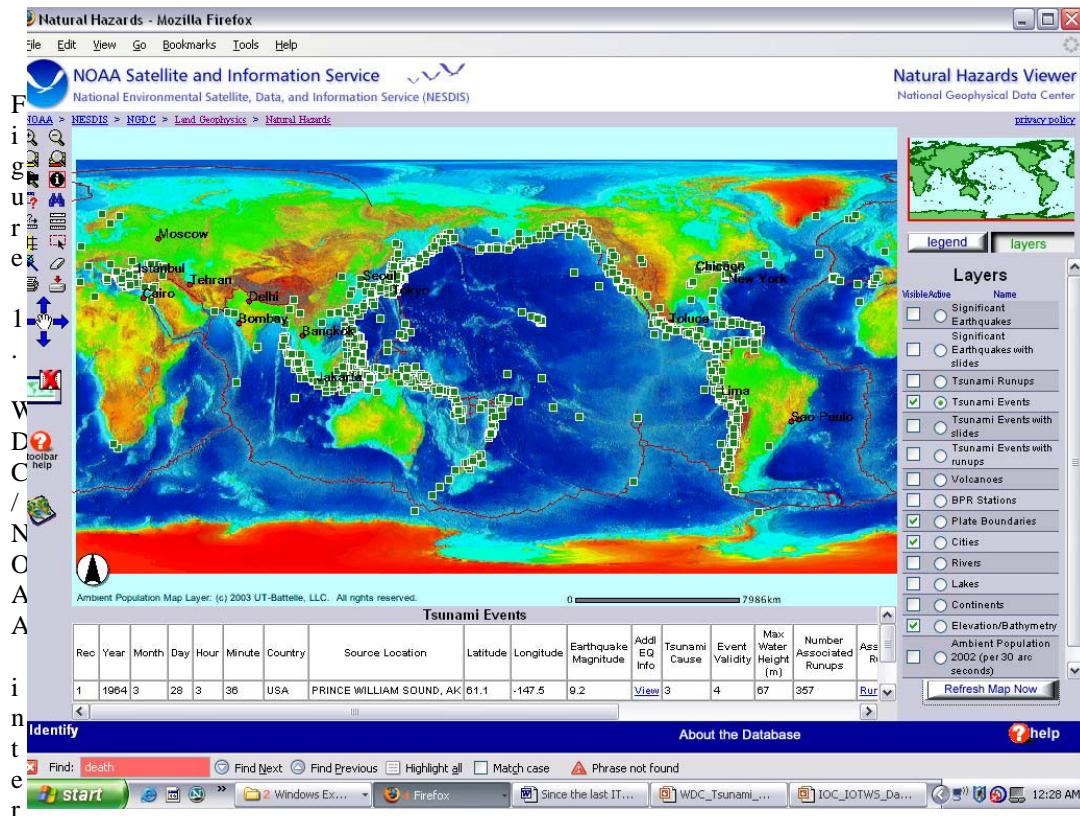 Natural Hazards - Mozilla Firefox
File Edit View Go Bookmarks Tools Help
NOAA Satellite and Information Service
National Environmental Satellite, Data, and Information Service (NESDIS)
Natural Hazards Viewer
National Geophysical Data Center
NOAA > NESDIS > NGDC > Land Geophysics > Natural Hazards
privacy policy
Figure 1. WDC/NOAA inter
toolbar
help
Moscow
Istanbul
Tehran
Cairo
Delhi
Bombay
Bangkok
Seoul
Tokyo
Jakarta
Chicago
New York
Toluca
Lima
Sao Paulo
Ambient Population Map Layer: (c) 2003 UT-Battelle, LLC. All rights reserved.
0 7986km
legend layers
Layers
Visible Active Name
Significant
Earthquakes
Significant
Earthquakes with
slides
Tsunami Runups
Tsunami Events
Tsunami Events with
slides
Tsunami Events with
runups
Volcanoes
BPR Stations
Plate Boundaries
Cities
Rivers
Lakes
Continents
Elevation/Bathymetry
Ambient Population
2002 (per 30 arc
seconds)
Refresh Map Now
Tsunami Events
Rec Year Month Day Hour Minute Country Source Location Latitude Longitude Earthquake Magnitude Addl EQ Info Tsunami Cause Event Validity Max Water Height (m) Number Associated Runups Ass
1 1964 3 28 3 36 USA PRINCE WILLIAM SOUND, AK 61.1 -147.5 9.2 View 3 4 67 357 Rur
Identify
About the Database
help
Find: death Find Next Find Previous Highlight all Match case Phrase not found
start 2 Windows Ex... 4 Firefox Since the last IT... WDC_Tsunami_... IOC_IOTWS_Da... 12:28 AM